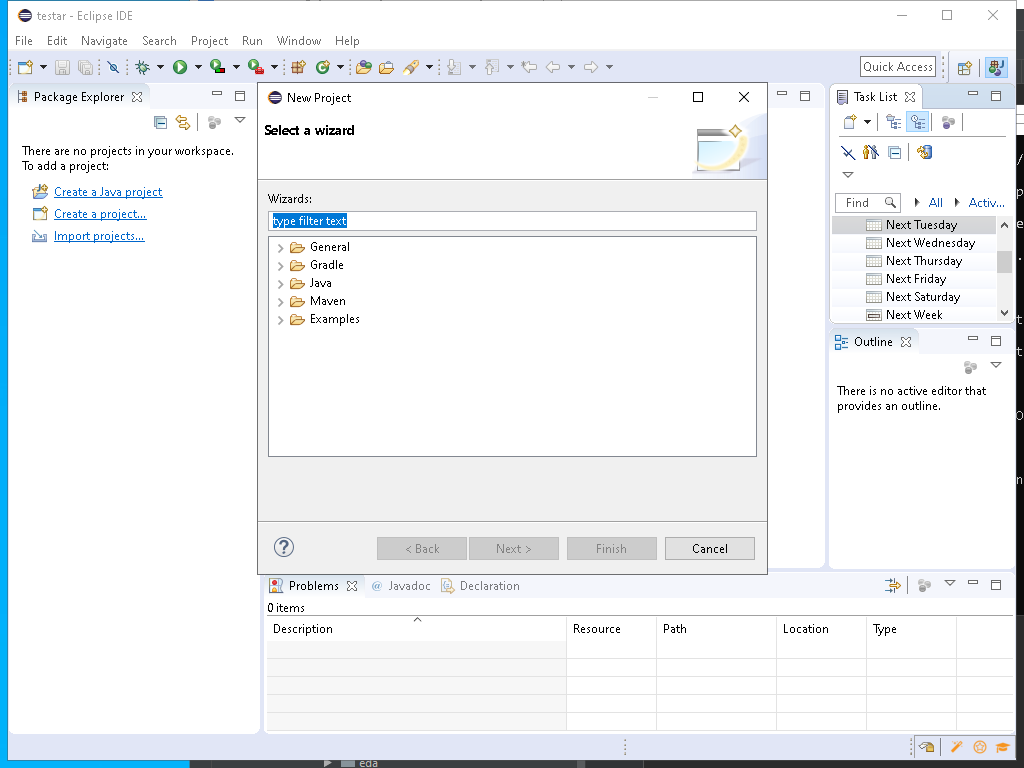 testar - Eclipse IDE
File Edit Navigate Search Project Run Window Help
Quick Access
Package Explorer
There are no projects in your workspace.
To add a project:
Create a Java project
Create a project...
Import projects...
New Project
Select a wizard
Wizards:
type filter text
General
Gradle
Java
Maven
Examples
< Back Next > Finish Cancel
Task List
Find All Activ...
Next Tuesday
Next Wednesday
Next Thursday
Next Friday
Next Saturday
Next Week
Outline
There is no active editor that
provides an outline.
Problems @ Javadoc Declaration
0 items
Description Resource Path Location Type
eda